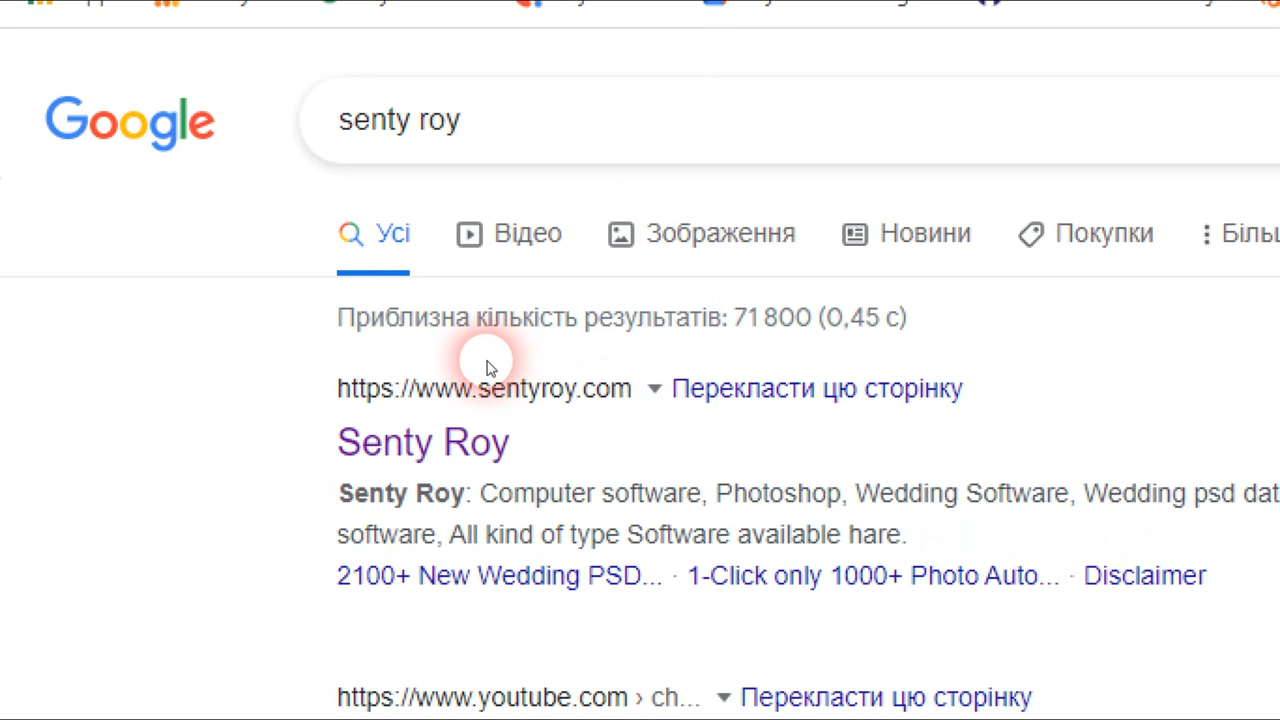 Google
senty roy
Усі Відео Зображення Новини Покупки Біль
Приблизна кількість результатів: 71 800 (0,45 с)
https://www.sentyroy.com Перекласти цю сторінку
Senty Roy
Senty Roy: Computer software, Photoshop, Wedding Software, Wedding psd dat
software, All kind of type Software available hare.
2100+ New Wedding PSD... · 1-Click only 1000+ Photo Auto... · Disclaimer
https://www.youtube.com › ch... Перекласти цю сторінку